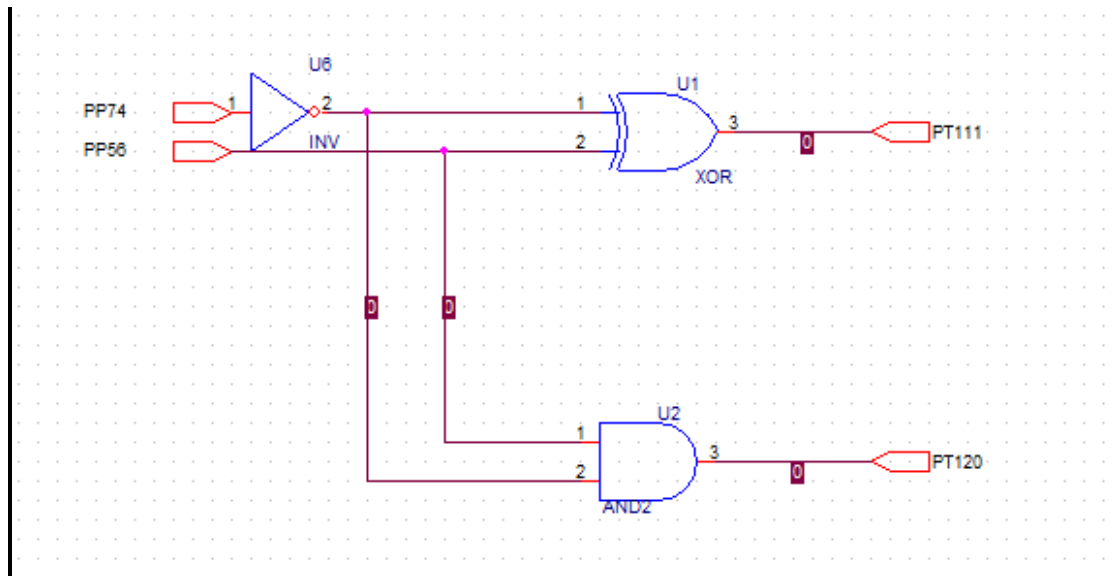 U6
PP74 1 2
PP56 INV
1 U1
2 3 PT111
0
XOR
0 0
U2
1
3 PT120
2 0
AND2